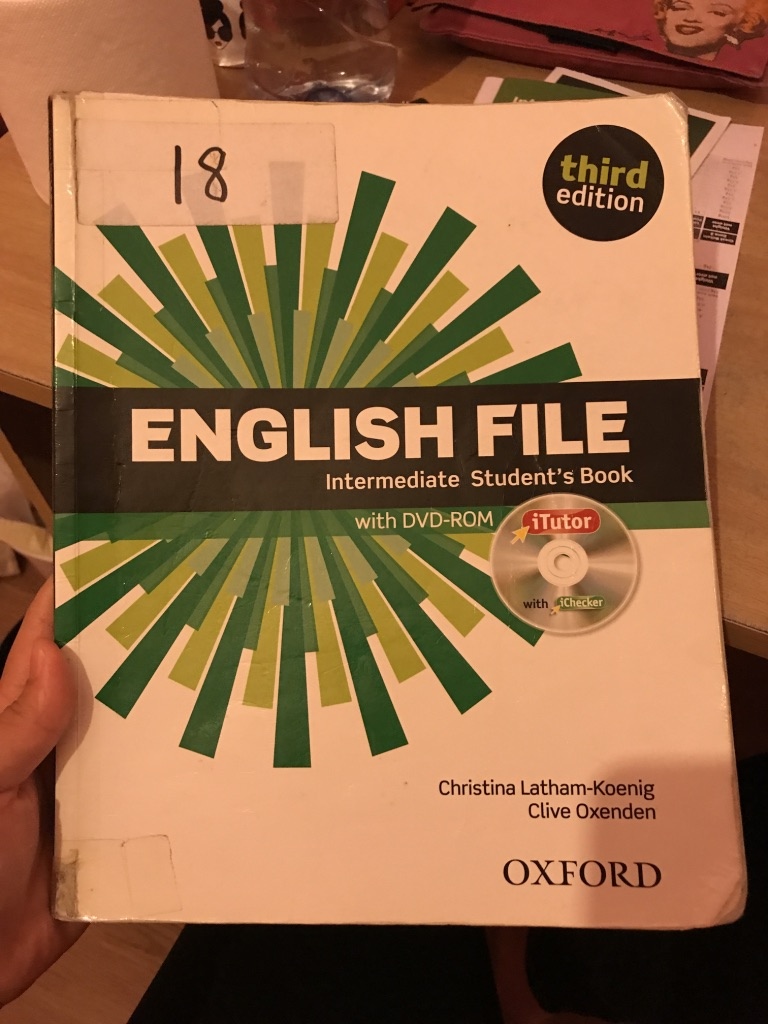 18
third
edition
ENGLISH FILE
Intermediate Student's Book
with DVD-ROM
iTutor
with iChecker
Christina Latham-Koenig
Clive Oxenden
OXFORD